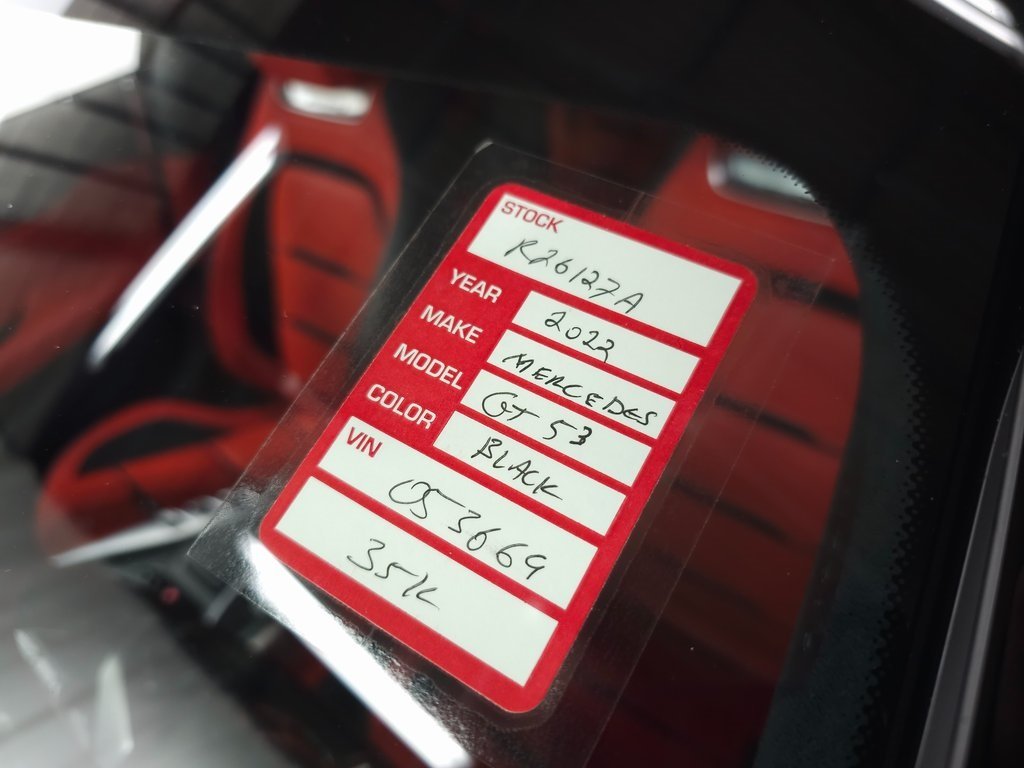 STOCK
R26127A
YEAR 2022
MAKE MERCEDES
MODEL GT 53
COLOR BLACK
VIN
053669
35K